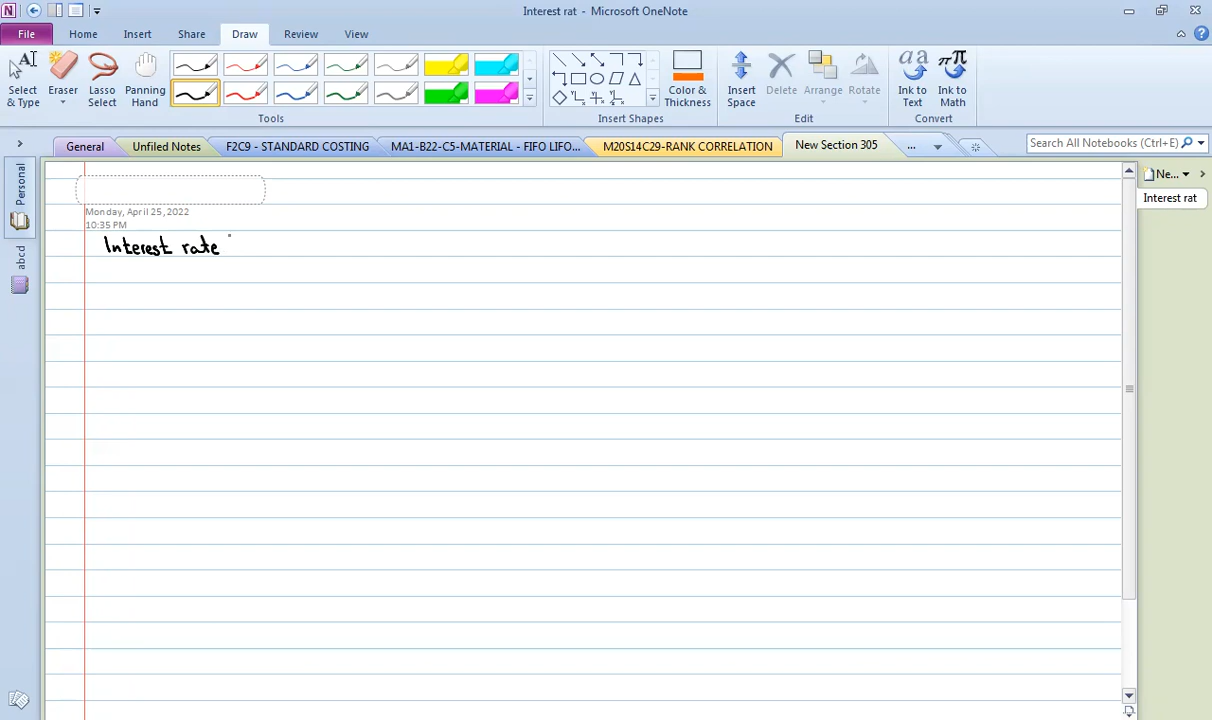 Interest rat - Microsoft OneNote
File Home Insert Share Draw Review View
Select & Type
Eraser
Lasso Select
Panning Hand
Color & Thickness
Insert Space
Delete
Arrange
Rotate
Ink to Text
Ink to Math
Tools
Insert Shapes
Edit
Convert
General
Unfiled Notes
F2C9 - STANDARD COSTING
MA1-B22-C5-MATERIAL - FIFO LIFO...
M20S14C29-RANK CORRELATION
New Section 305
...
Search All Notebooks (Ctrl+E)
Personal
abcd
Ne...
Interest rat
Monday, April 25, 2022
10:35 PM
Interest rate